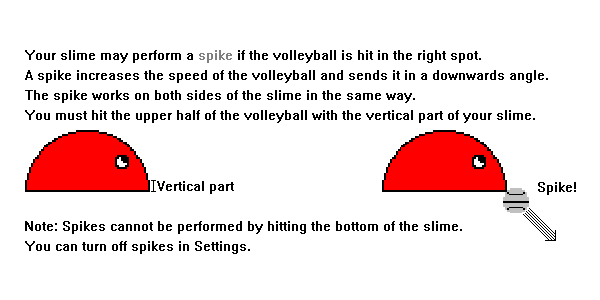 Your slime may perform a spike if the volleyball is hit in the right spot.
A spike increases the speed of the volleyball and sends it in a downwards angle.
The spike works on both sides of the slime in the same way.
You must hit the upper half of the volleyball with the vertical part of your slime.
Vertical part
Spike!
Note: Spikes cannot be performed by hitting the bottom of the slime.
You can turn off spikes in Settings.